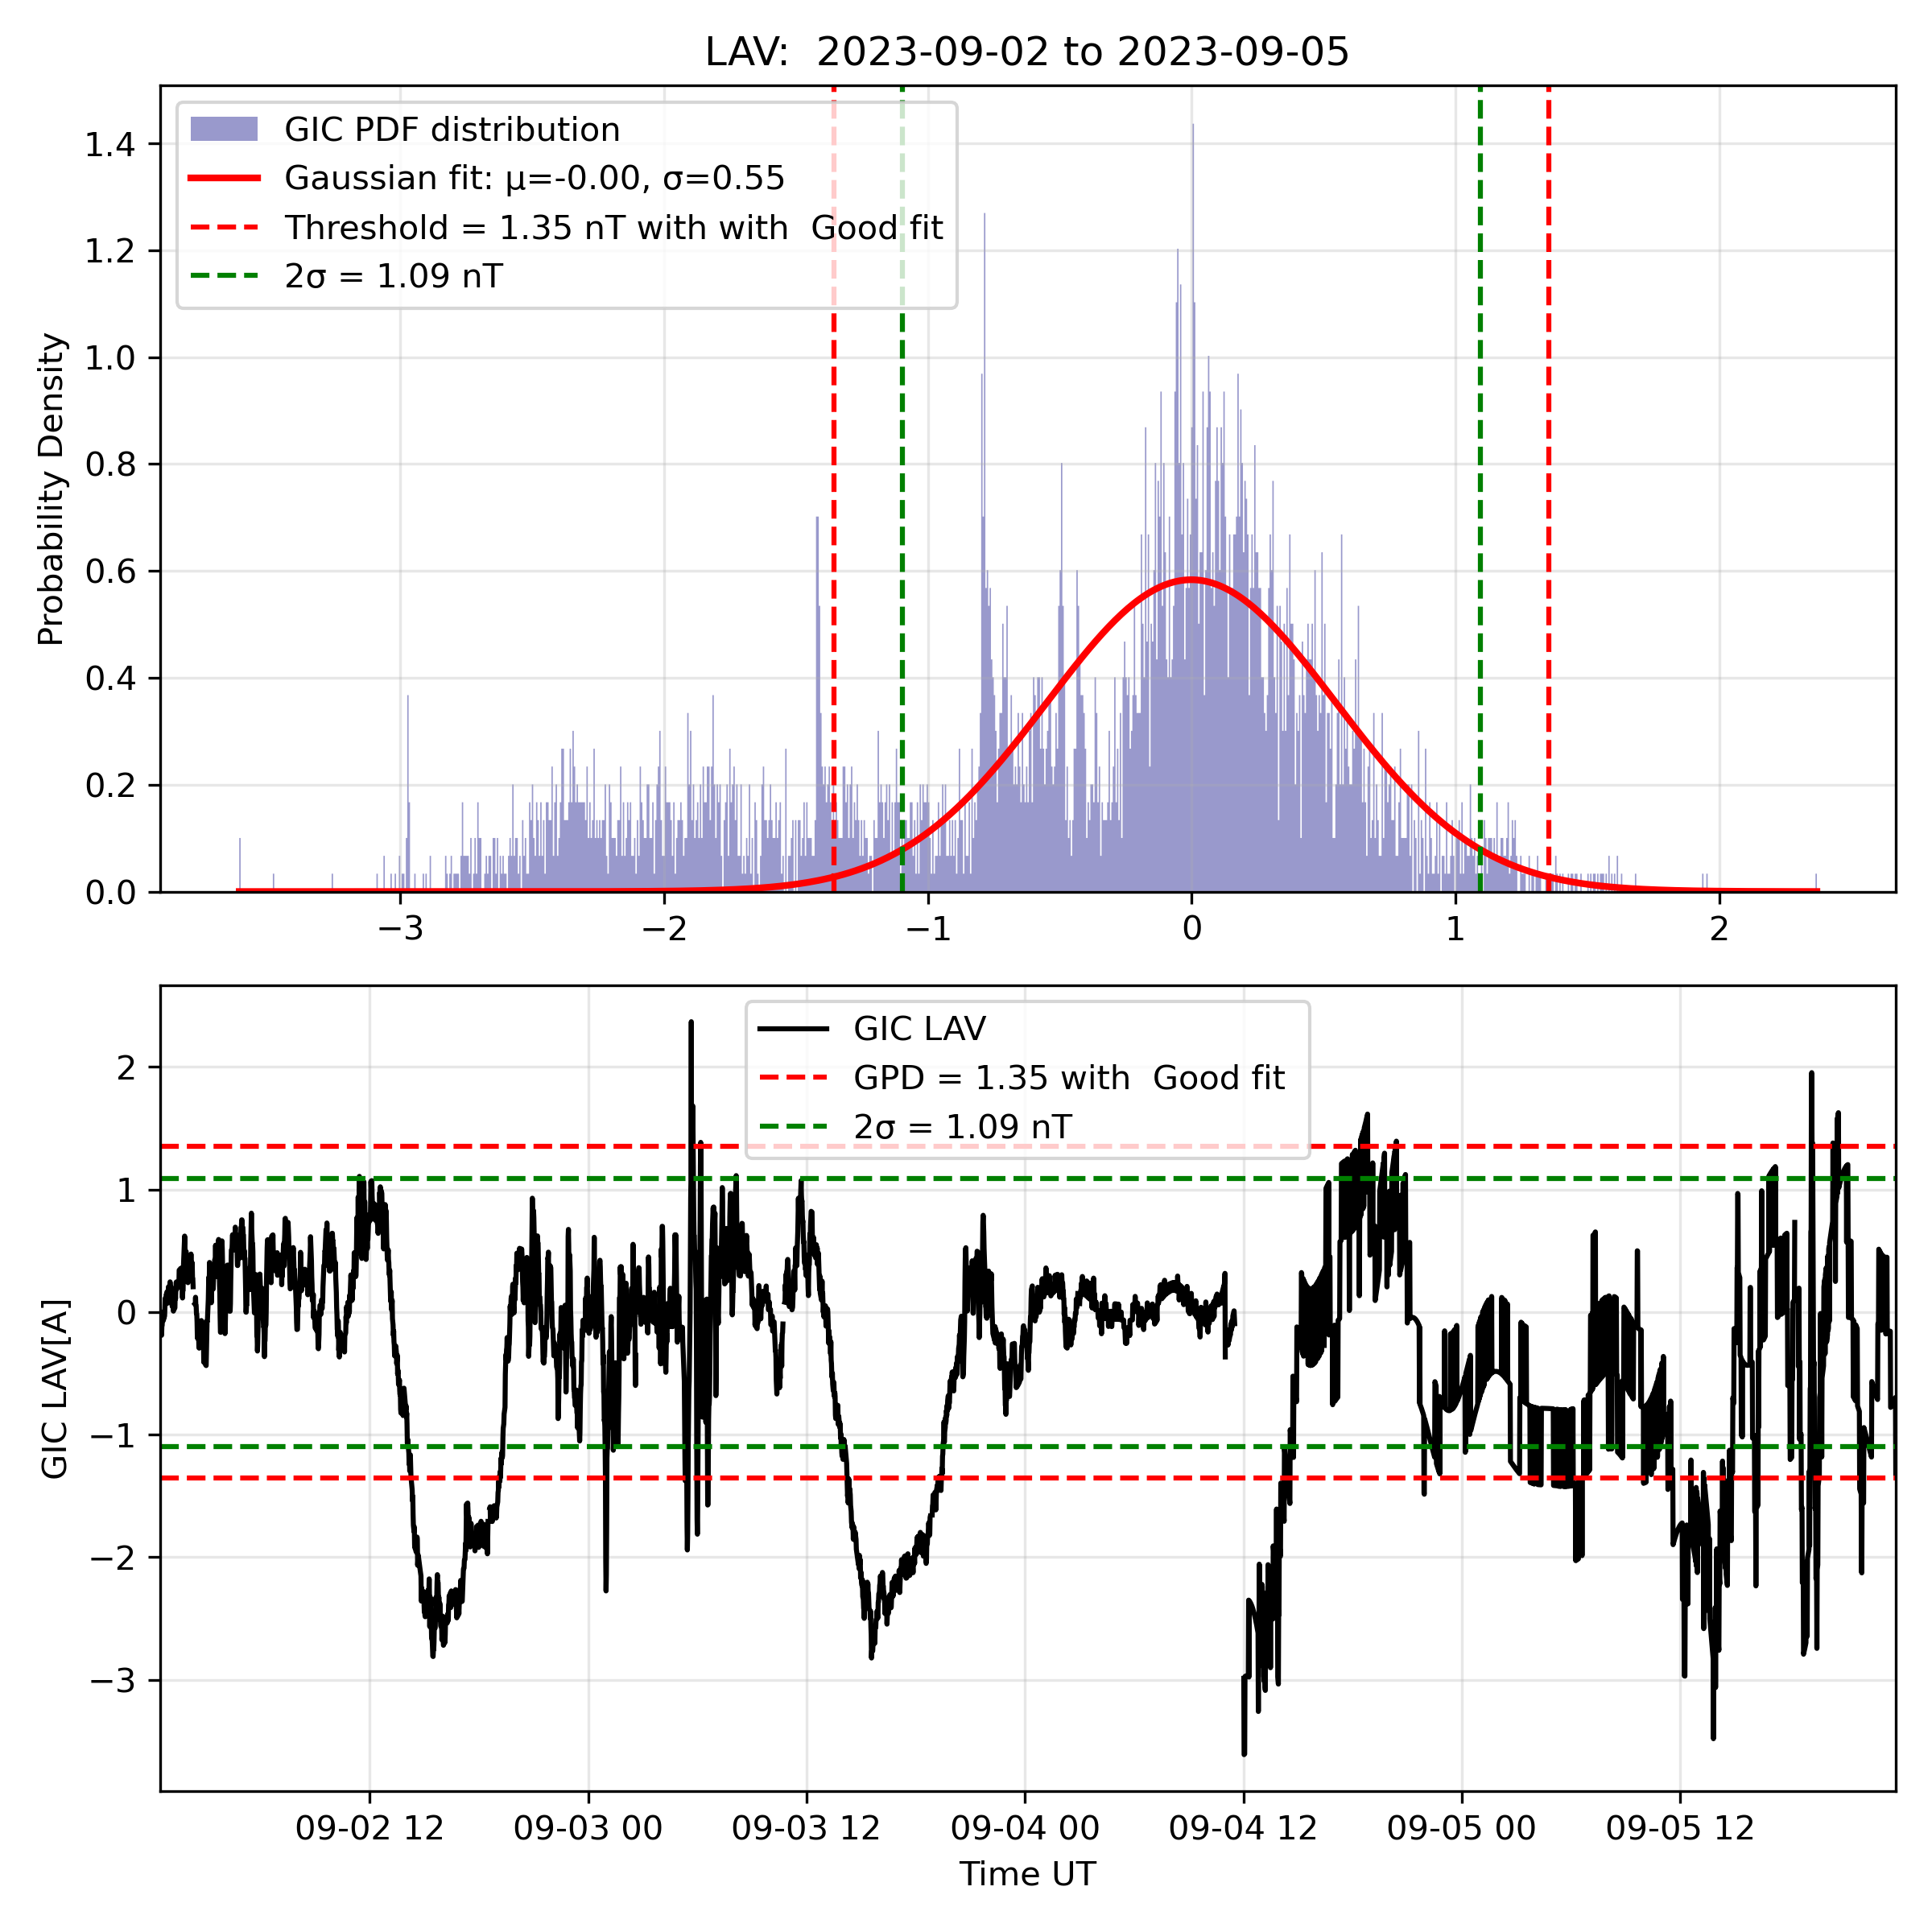 LAV:  2023-09-02 to 2023-09-05
GIC PDF distribution
Gaussian fit: μ=-0.00, σ=0.55
Threshold = 1.35 nT with with  Good fit
2σ = 1.09 nT
Probability Density
1.4
1.2
1.0
0.8
0.6
0.4
0.2
0.0
−3 −2 −1 0 1 2
GIC LAV
GPD = 1.35 with  Good fit
2σ = 1.09 nT
GIC LAV[A]
2
1
0
−1
−2
−3
09-02 12 09-03 00 09-03 12 09-04 00 09-04 12 09-05 00 09-05 12
Time UT